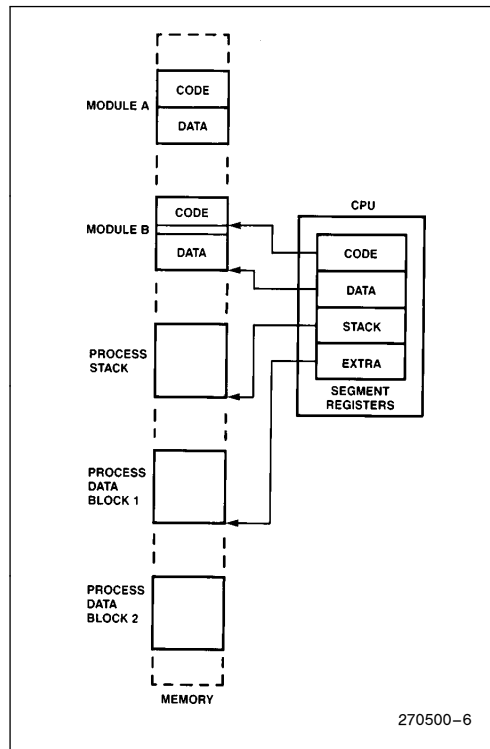 MODULE A
CODE
DATA
MODULE B
CODE
DATA
PROCESS
STACK
PROCESS
DATA
BLOCK 1
PROCESS
DATA
BLOCK 2
MEMORY
CPU
CODE
DATA
STACK
EXTRA
SEGMENT
REGISTERS
270500–6